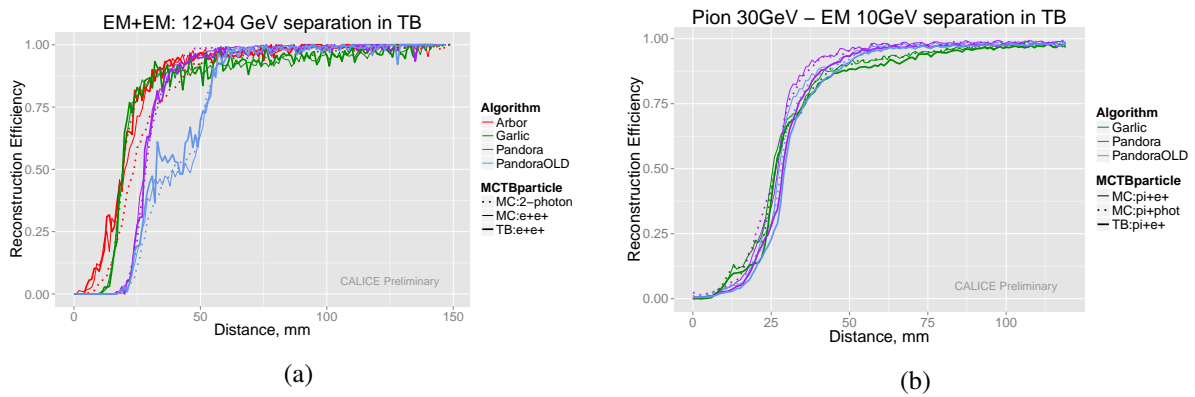 EM+EM: 12+04 GeV separation in TB
Reconstruction Efficiency
1.00
0.75
0.50
0.25
0.00
0
50
100
150
Distance, mm
CALICE Preliminary
Algorithm
Arbor
Garlic
Pandora
PandoraOLD
MCTBparticle
MC:2−photon
MC:e+e+
TB:e+e+
(a)
Pion 30GeV − EM 10GeV separation in TB
Reconstruction Efficiency
1.00
0.75
0.50
0.25
0.00
0
25
50
75
100
Distance, mm
CALICE Preliminary
Algorithm
Garlic
Pandora
PandoraOLD
MCTBparticle
MC:pi+e+
MC:pi+phot
TB:pi+e+
(b)